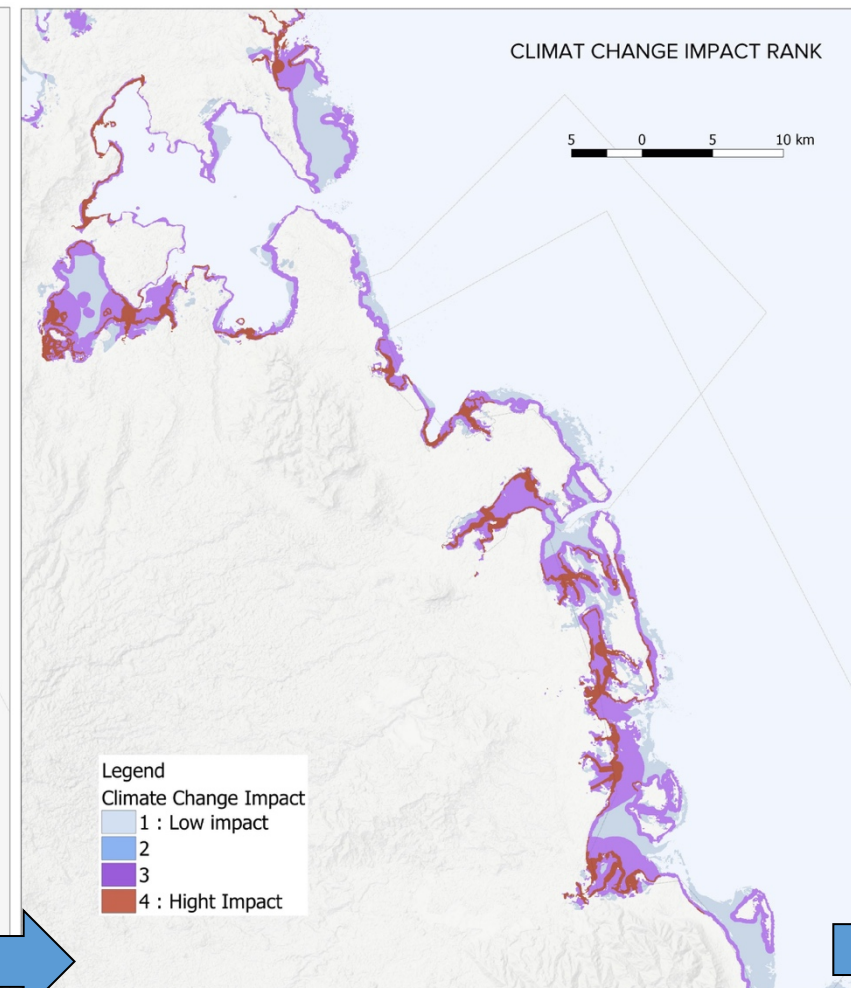 CLIMAT CHANGE IMPACT RANK
5 0 5 10 km
Legend
Climate Change Impact
1 : Low impact
2
3
4 : Hight Impact